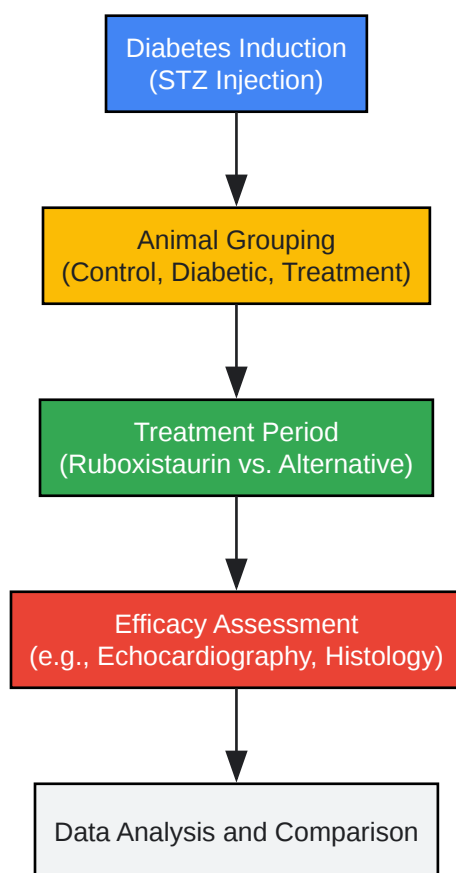 Diabetes Induction
(STZ Injection)
Animal Grouping
(Control, Diabetic, Treatment)
Treatment Period
(Ruboxistaurin vs. Alternative)
Efficacy Assessment
(e.g., Echocardiography, Histology)
Data Analysis and Comparison